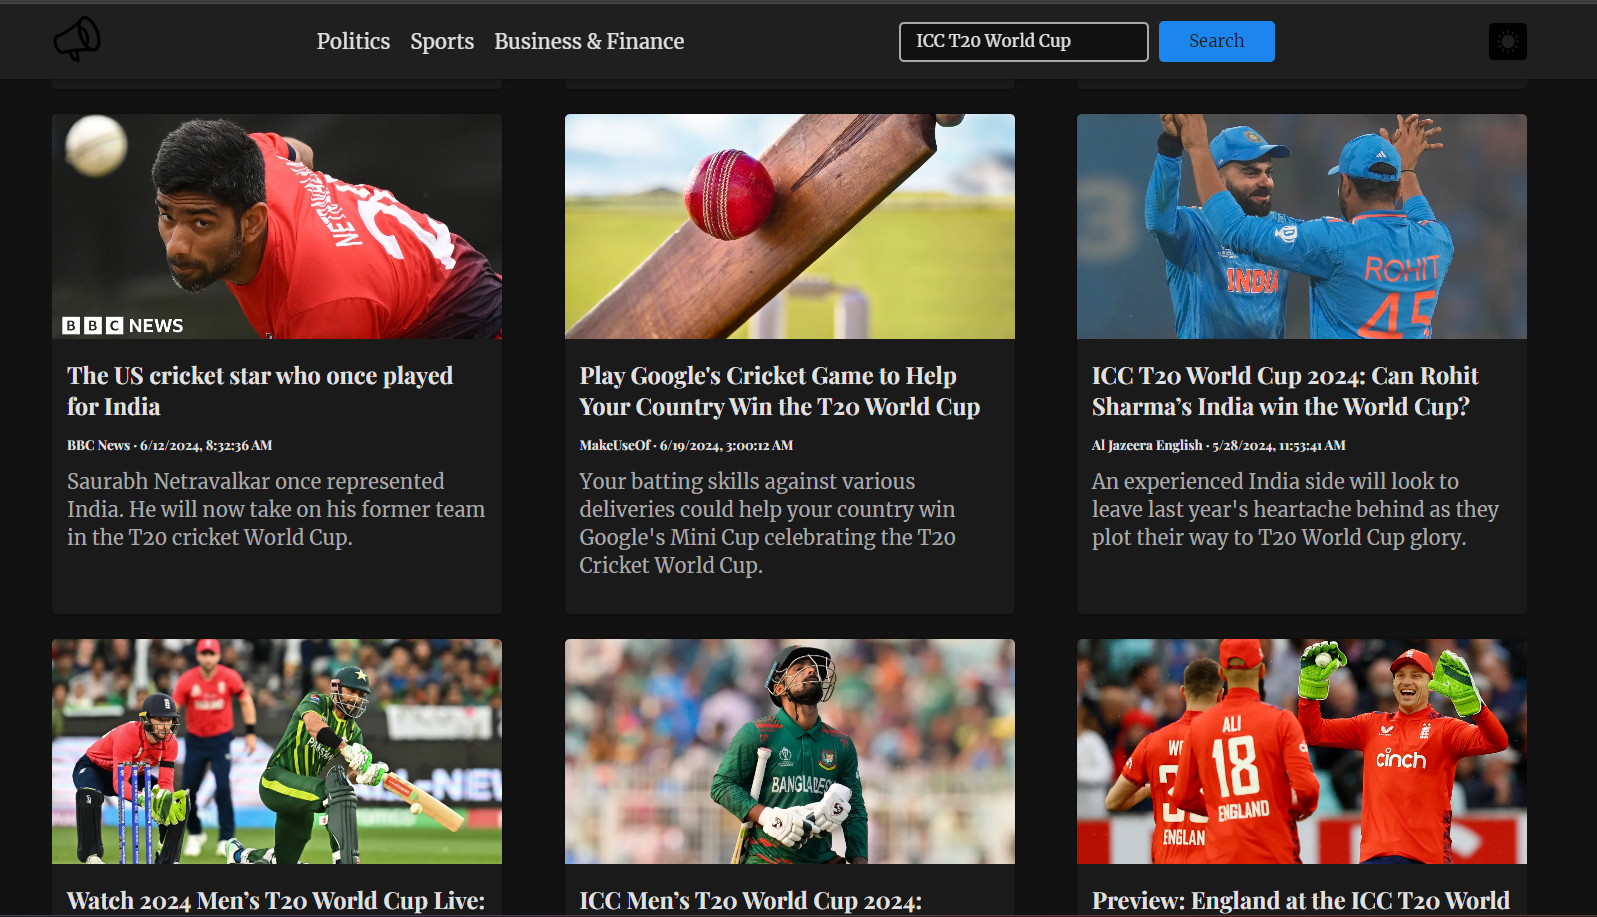 Politics Sports Business & Finance
ICC T20 World Cup
Search
NETRAVALKAR
2
BBC NEWS
INDIA
ROHIT
45
The US cricket star who once played
for India
BBC News · 6/12/2024, 8:32:36 AM
Saurabh Netravalkar once represented
India. He will now take on his former team
in the T20 cricket World Cup.
Play Google's Cricket Game to Help
Your Country Win the T20 World Cup
MakeUseOf · 6/19/2024, 3:00:12 AM
Your batting skills against various
deliveries could help your country win
Google's Mini Cup celebrating the T20
Cricket World Cup.
ICC T20 World Cup 2024: Can Rohit
Sharma’s India win the World Cup?
Al Jazeera English · 5/28/2024, 11:53:41 AM
An experienced India side will look to
leave last year's heartache behind as they
plot their way to T20 World Cup glory.
BANGLADES
ALI
18
ENGLAND
ENGLAN
cinch
Watch 2024 Men’s T20 World Cup Live:
ICC Men’s T20 World Cup 2024:
Preview: England at the ICC T20 World